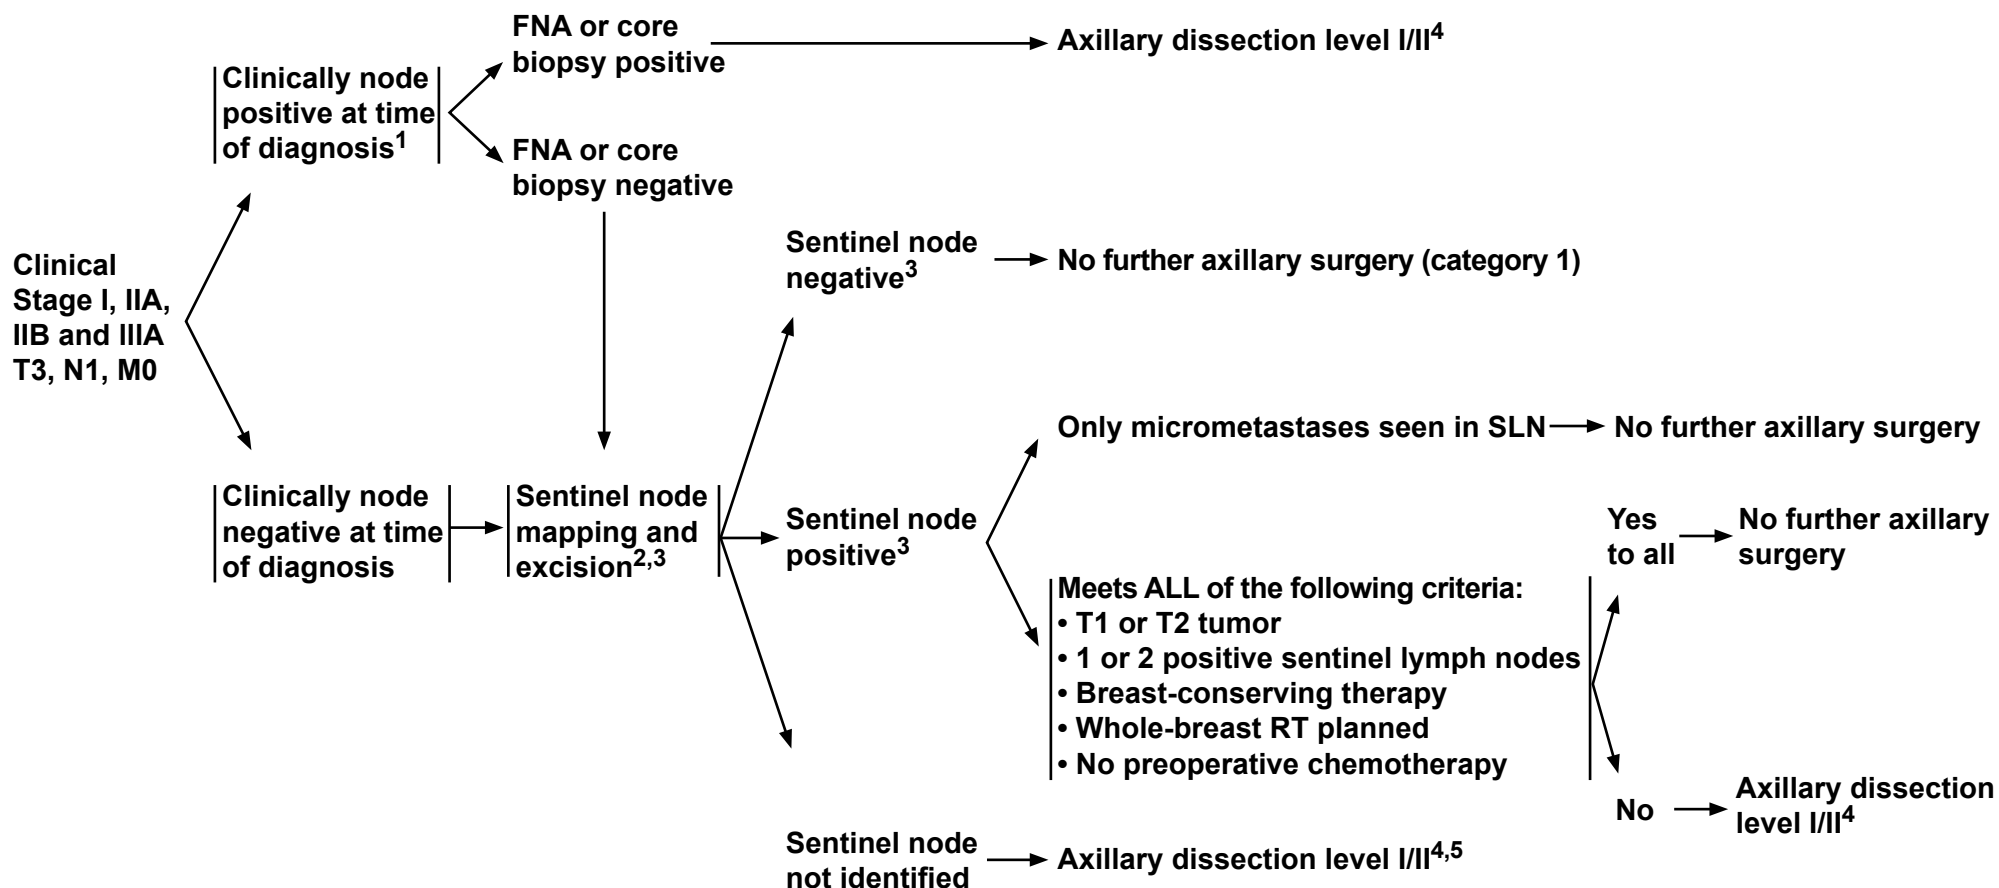 Clinical
Stage I, IIA,
IIB and IIIA
T3, N1, M0
Clinically node
positive at time
of diagnosis1
FNA or core
biopsy positive
Axillary dissection level I/II4
FNA or core
biopsy negative
Clinically node
negative at time
of diagnosis
Sentinel node
mapping and
excision2,3
Sentinel node
negative3
No further axillary surgery (category 1)
Sentinel node
positive3
Only micrometastases seen in SLN
No further axillary surgery
Meets ALL of the following criteria:
• T1 or T2 tumor
• 1 or 2 positive sentinel lymph nodes
• Breast-conserving therapy
• Whole-breast RT planned
• No preoperative chemotherapy
Yes
to all
No further axillary
surgery
No
Axillary dissection
level I/II4
Sentinel node
not identified
Axillary dissection level I/II4,5